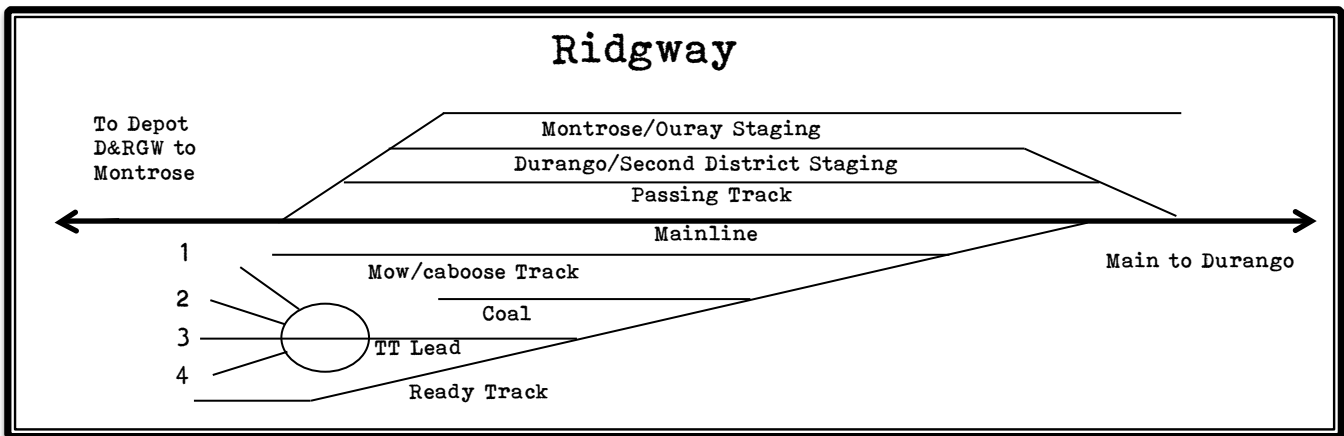 Ridgway
To Depot
D&RGW to
Montrose
Montrose/Ouray Staging
Durango/Second District Staging
Passing Track
Mainline
Main to Durango
1
Mow/caboose Track
2
Coal
3
TT Lead
4
Ready Track